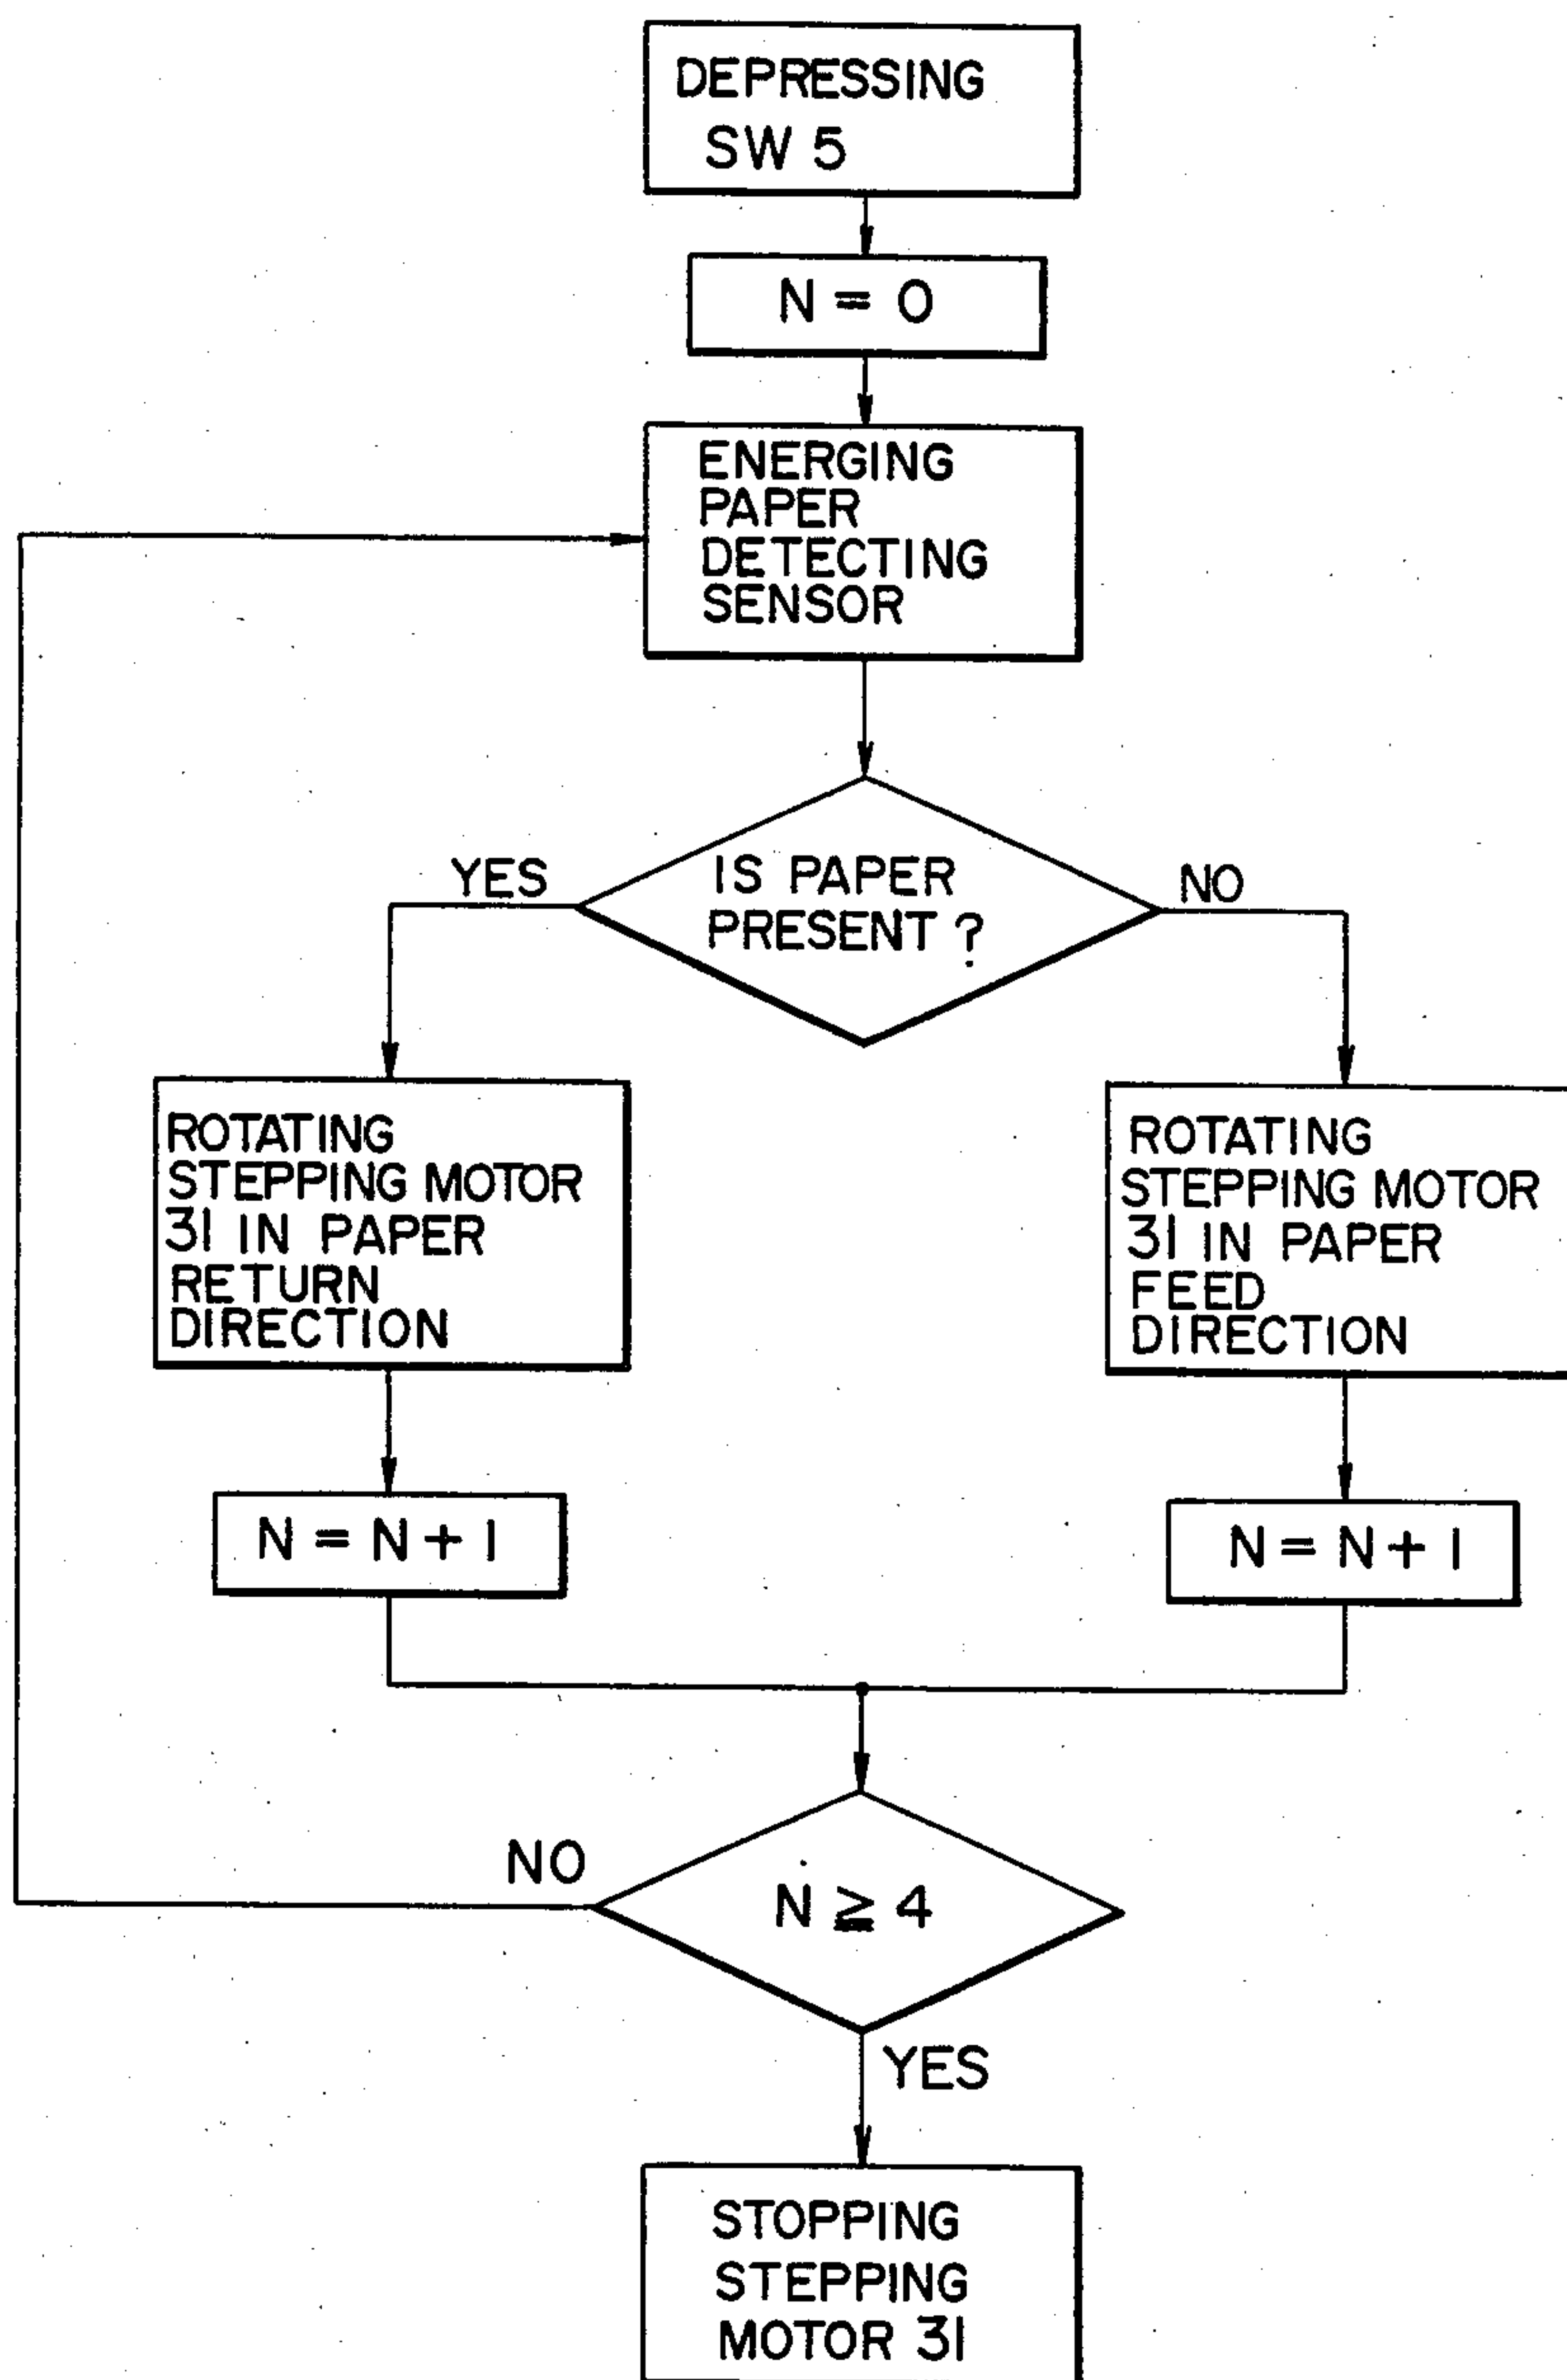 DEPRESSING
SW 5
N = 0
ENERGING
PAPER
DETECTING
SENSOR
YES
IS PAPER
PRESENT ?
NO
ROTATING
STEPPING MOTOR
31 IN PAPER
RETURN
DIRECTION
ROTATING
STEPPING MOTOR
31 IN PAPER
FEED
DIRECTION
N = N + 1
N = N + 1
NO
N ≧ 4
YES
STOPPING
STEPPING
MOTOR 31